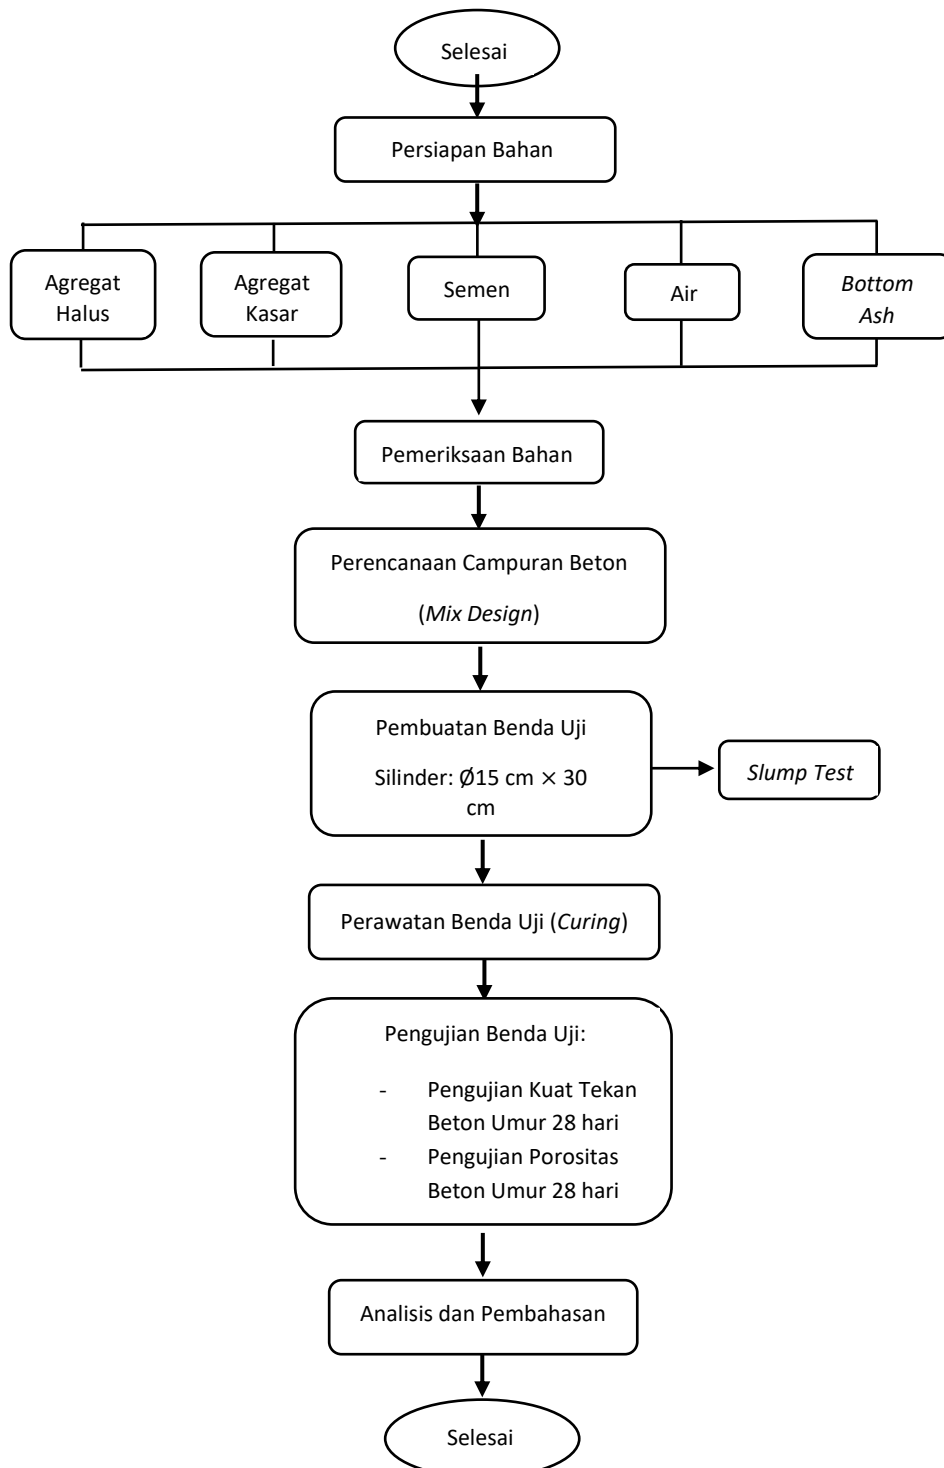 Selesai
Persiapan Bahan
Agregat
Halus
Agregat
Kasar
Semen
Air
Bottom
Ash
Pemeriksaan Bahan
Perencanaan Campuran Beton
(Mix Design)
Pembuatan Benda Uji
Silinder: Ø15 cm × 30
cm
Slump Test
Perawatan Benda Uji (Curing)
Pengujian Benda Uji:
- Pengujian Kuat Tekan
Beton Umur 28 hari
- Pengujian Porositas
Beton Umur 28 hari
Analisis dan Pembahasan
Selesai